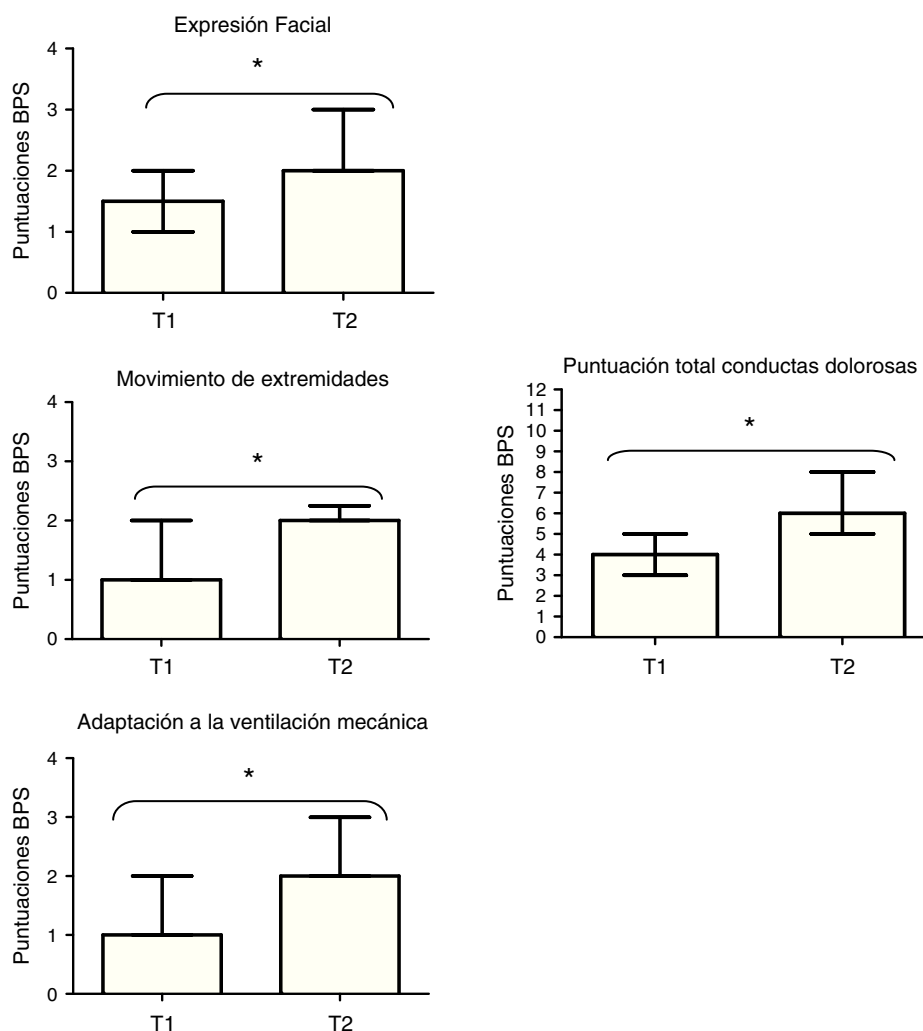 Expresión Facial
Puntuaciones BPS
4
3
2
1
0
*
T1 T2
Movimiento de extremidades
Puntuaciones BPS
4
3
2
1
0
*
T1 T2
Puntuación total conductas dolorosas
Puntuaciones BPS
12
11
10
9
8
7
6
5
4
3
2
1
0
*
T1 T2
Adaptación a la ventilación mecánica
Puntuaciones BPS
4
3
2
1
0
*
T1 T2